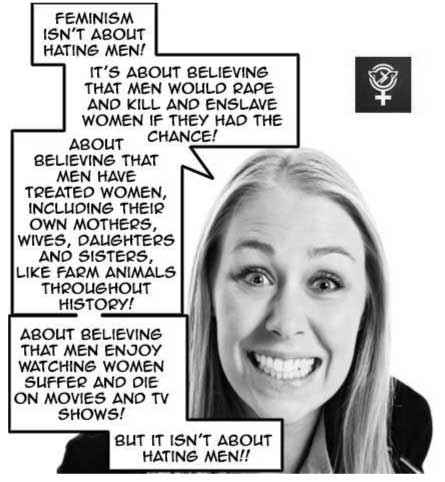 FEMINISM
ISN'T ABOUT
HATING MEN!
IT'S ABOUT BELIEVING
THAT MEN WOULD RAPE
AND KILL AND ENSLAVE
WOMEN IF THEY HAD THE
CHANCE!
ABOUT
BELIEVING THAT
MEN HAVE
TREATED WOMEN,
INCLUDING THEIR
OWN MOTHERS,
WIVES, DAUGHTERS
AND SISTERS,
LIKE FARM ANIMALS
THROUGHOUT
HISTORY!
ABOUT BELIEVING
THAT MEN ENJOY
WATCHING WOMEN
SUFFER AND DIE
ON MOVIES AND TV
SHOWS!
BUT IT ISN'T ABOUT
HATING MEN!!